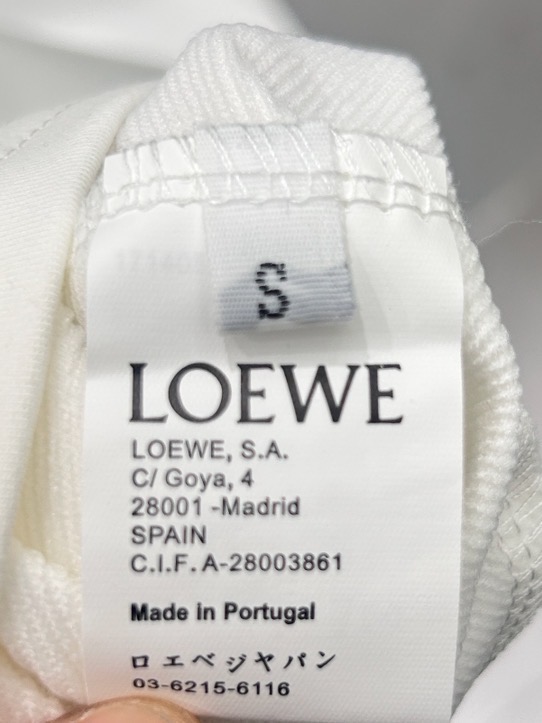 S
LOEWE
LOEWE, S.A.
C/ Goya, 4
28001 -Madrid
SPAIN
C.I.F. A-28003861
Made in Portugal
ロエベジヤパン
03-6215-6116